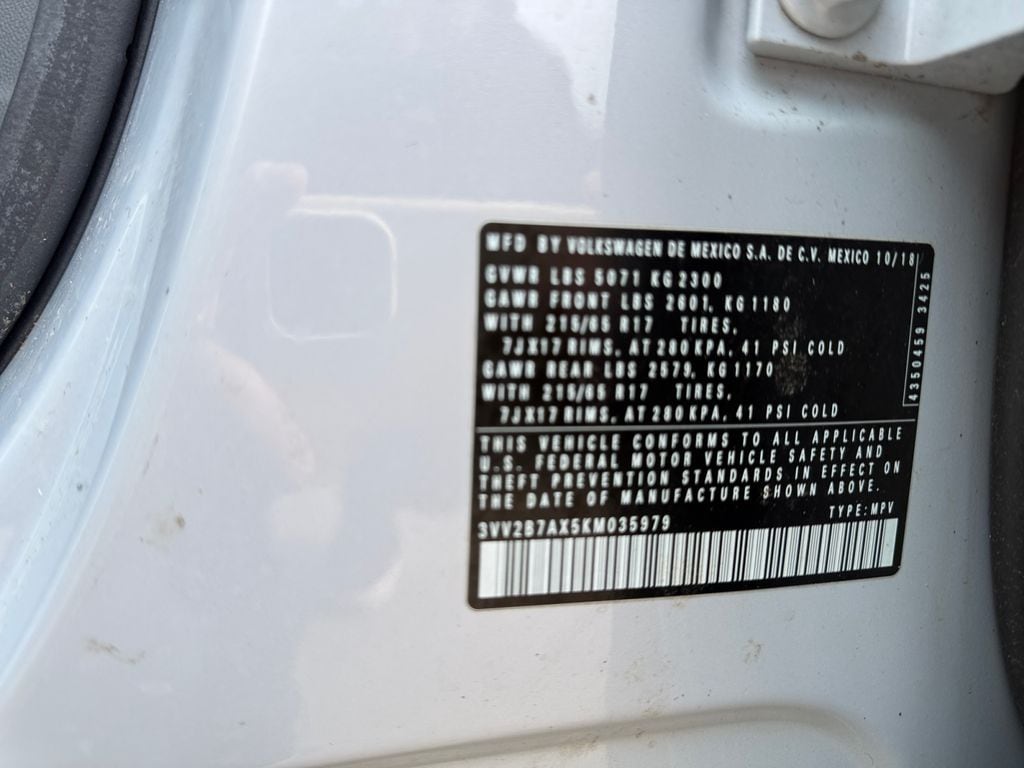 MFD BY VOLKSWAGEN DE MEXICO S.A. DE C.V. MEXICO 10/18
GVWR LBS 5071 KG 2300
GAWR FRONT LBS 2601, KG 1180
WITH 215/65 R17 TIRES,
7JX17 RIMS, AT 280 KPA, 41 PSI COLD
GAWR REAR LBS 2579, KG 1170
WITH 215/65 R17 TIRES,
7JX17 RIMS, AT 280 KPA, 41 PSI COLD
4350459 3425
THIS VEHICLE CONFORMS TO ALL APPLICABLE
U.S. FEDERAL MOTOR VEHICLE SAFETY AND
THEFT PREVENTION STANDARDS IN EFFECT ON
THE DATE OF MANUFACTURE SHOWN ABOVE.
3VV2B7AX5KM035979 TYPE: MPV